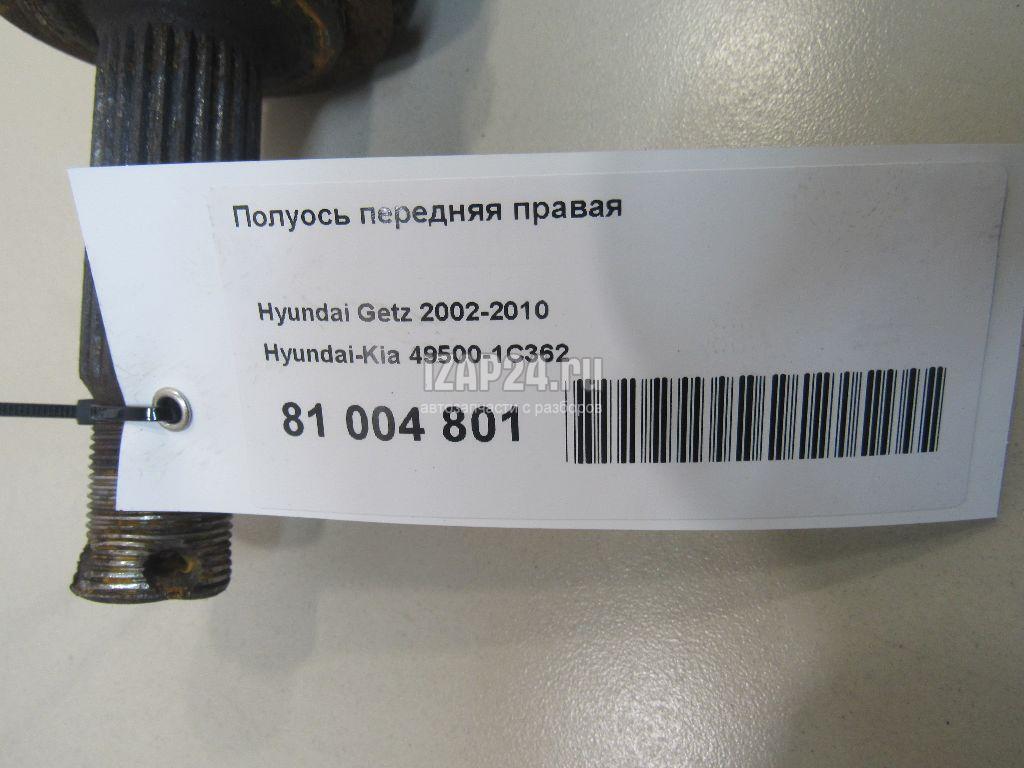 Полуось передняя правая
Hyundai Getz 2002-2010
Hyundai-Kia 49500-1C362
IZAP24.ru
автозапчасти с разборов
81 004 801